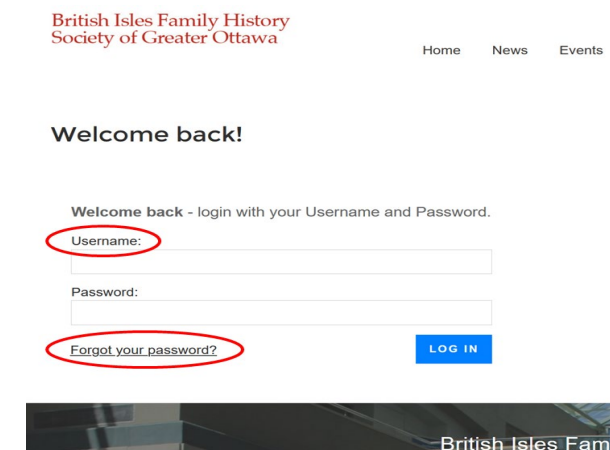 British Isles Family History
Society of Greater Ottawa
Home News Events
Welcome back!
Welcome back - login with your Username and Password.
Username:
Password:
Forgot your password?
LOG IN
British Isles Fam